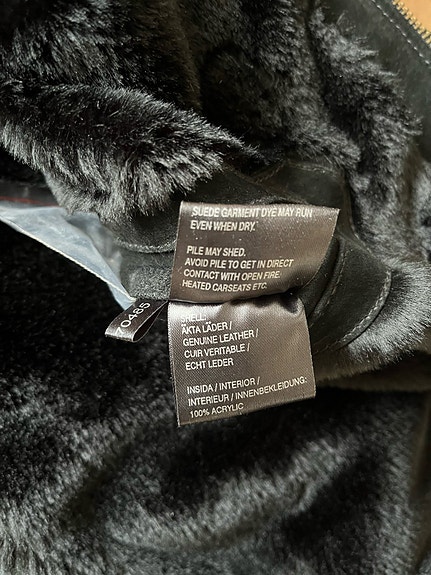 SUEDE GARMENT DYE MAY RUN
EVEN WHEN DRY.
PILE MAY SHED.
AVOID PILE TO GET IN DIRECT
CONTACT WITH OPEN FIRE.
HEATED CARSEATS ETC.
70485
SHELL:
ÄKTA LÄDER /
GENUINE LEATHER /
CUIR VERITABLE /
ECHT LEDER
INSIDA / INTERIOR /
INTERIEUR / INNENBEKLEIDUNG:
100% ACRYLIC